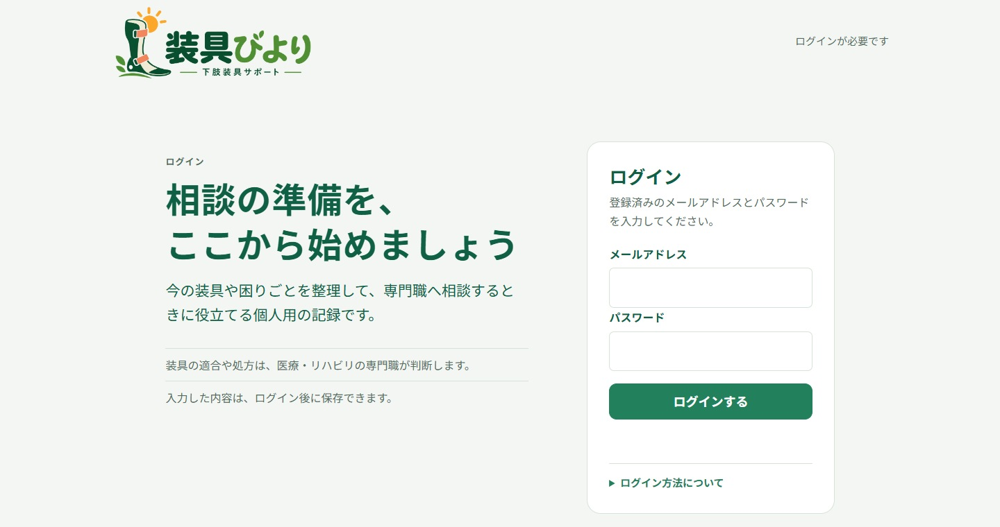 装具びより
下肢装具サポート
ログインが必要です
ログイン
相談の準備を、
ここから始めましょう
今の装具や困りごとを整理して、専門職へ相談すると
きに役立てる個人用の記録です。
装具の適合や処方は、医療・リハビリの専門職が判断します。
入力した内容は、ログイン後に保存できます。
ログイン
登録済みのメールアドレスとパスワード
を入力してください。
メールアドレス
パスワード
ログインする
ログイン方法について